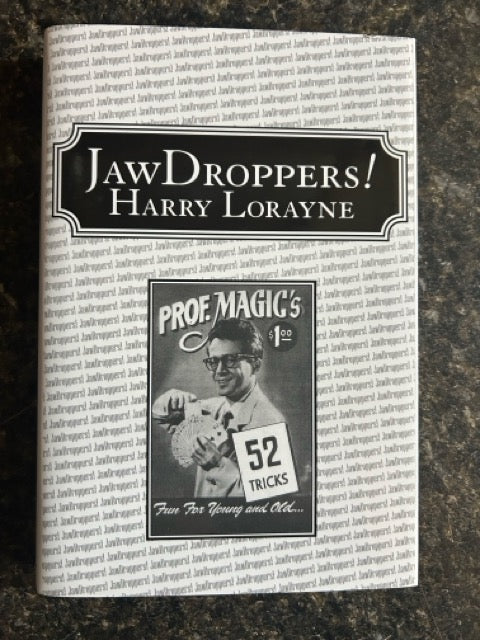 JawDroppers!
Harry Lorayne
PROF. MAGIC'S
$1.00
52
TRICKS
Fun For Young and Old...